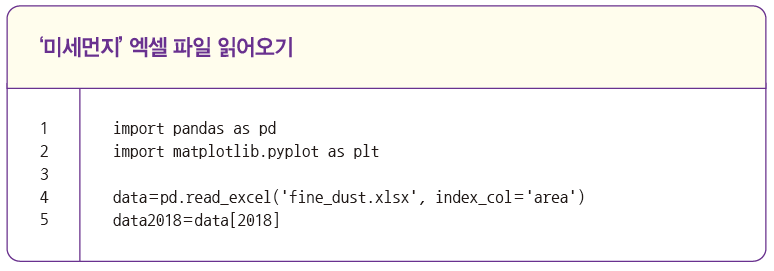 ‘미세먼지’ 엑셀 파일 읽어오기
1 import pandas as pd
2 import matplotlib.pyplot as plt
3
4 data=pd.read_excel('fine_dust.xlsx', index_col='area')
5 data2018=data[2018]